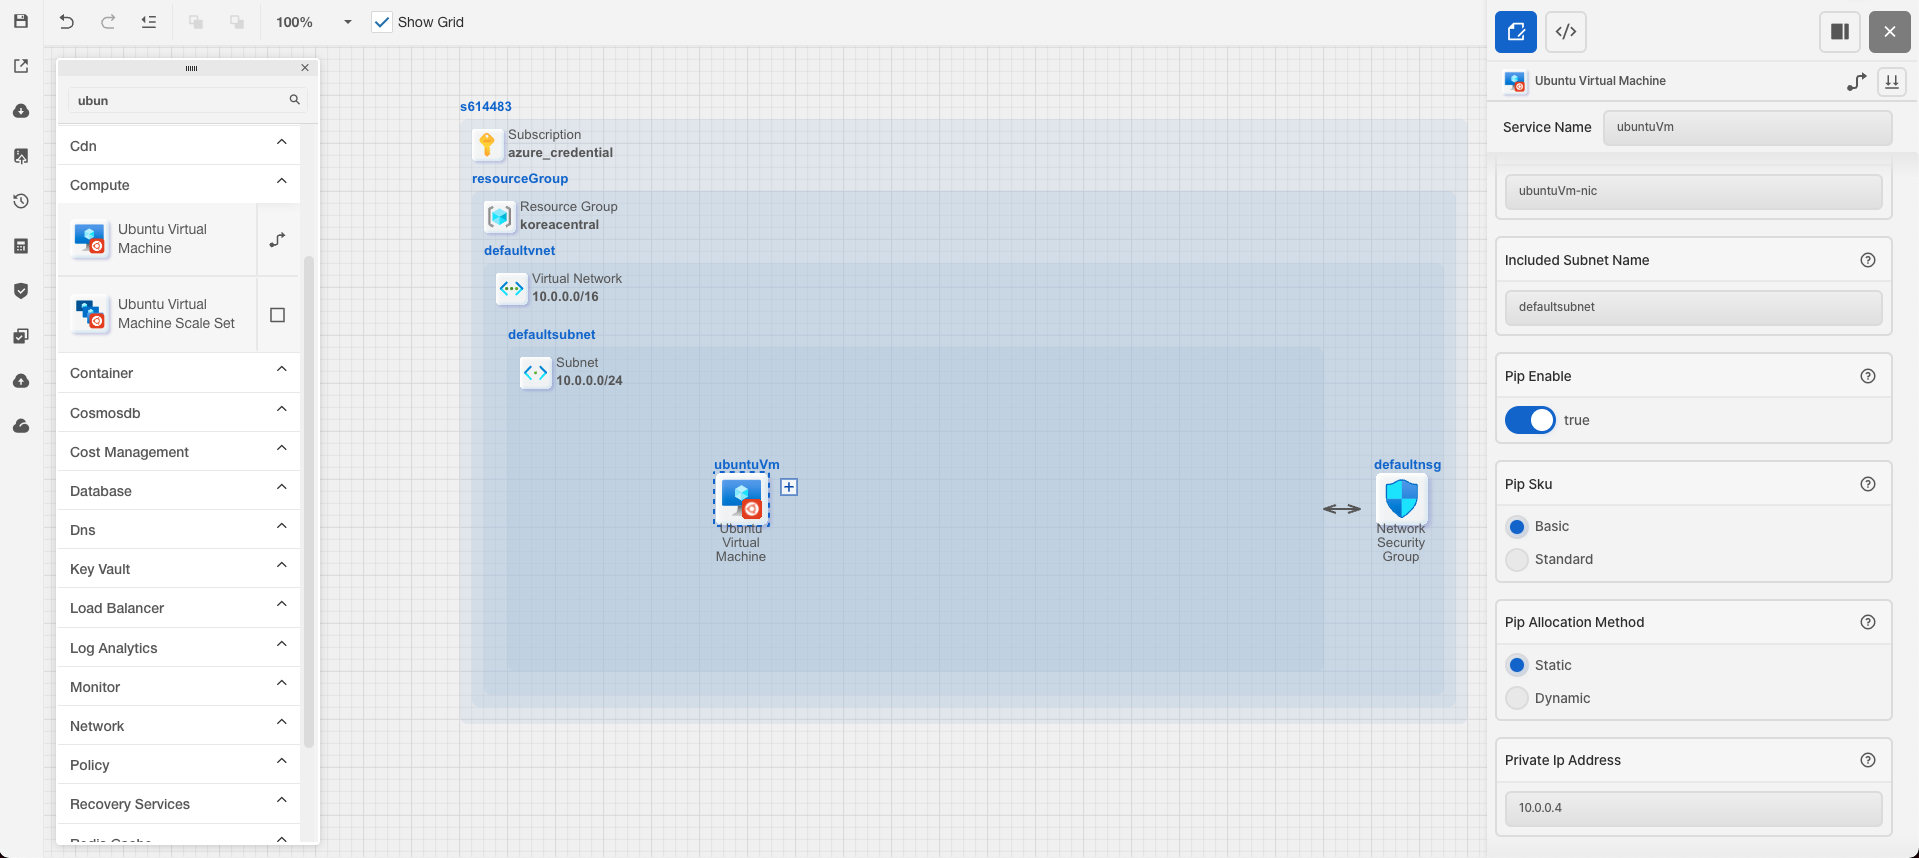 100%
Show Grid
ubun
Cdn
Compute
Ubuntu Virtual
Machine
Ubuntu Virtual
Machine Scale Set
Container
Cosmosdb
Cost Management
Database
Dns
Key Vault
Load Balancer
Log Analytics
Monitor
Network
Policy
Recovery Services
Redis Cache
s614483
Subscription
azure_credential
resourceGroup
Resource Group
koreacentral
defaultvnet
Virtual Network
10.0.0.0/16
defaultsubnet
Subnet
10.0.0.0/24
ubuntuVm
Ubuntu
Virtual
Machine
defaultnsg
Network
Security
Group
Ubuntu Virtual Machine
Service Name
ubuntuVm
ubuntuVm-nic
Included Subnet Name
defaultsubnet
Pip Enable
true
Pip Sku
Basic
Standard
Pip Allocation Method
Static
Dynamic
Private Ip Address
10.0.0.4